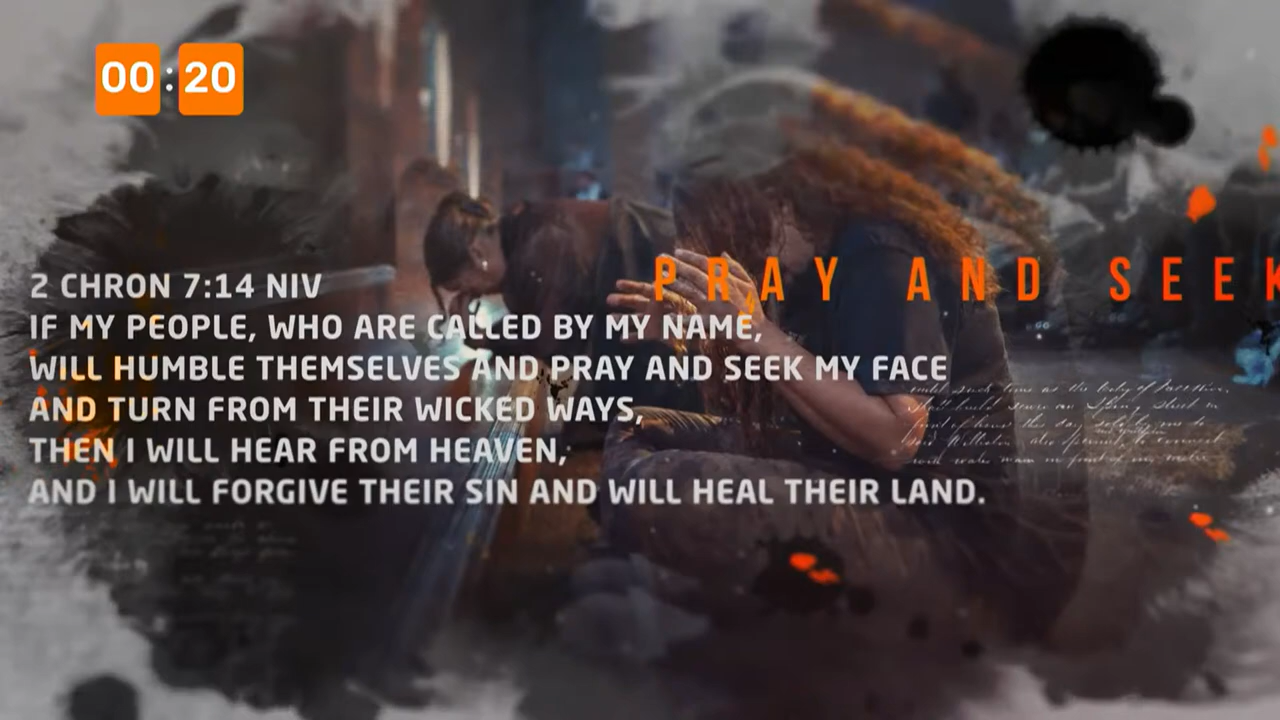 00:20
PRAY AND SEEK
2 CHRON 7:14 NIV
IF MY PEOPLE, WHO ARE CALLED BY MY NAME,
WILL HUMBLE THEMSELVES AND PRAY AND SEEK MY FACE
AND TURN FROM THEIR WICKED WAYS,
THEN I WILL HEAR FROM HEAVEN,
AND I WILL FORGIVE THEIR SIN AND WILL HEAL THEIR LAND.